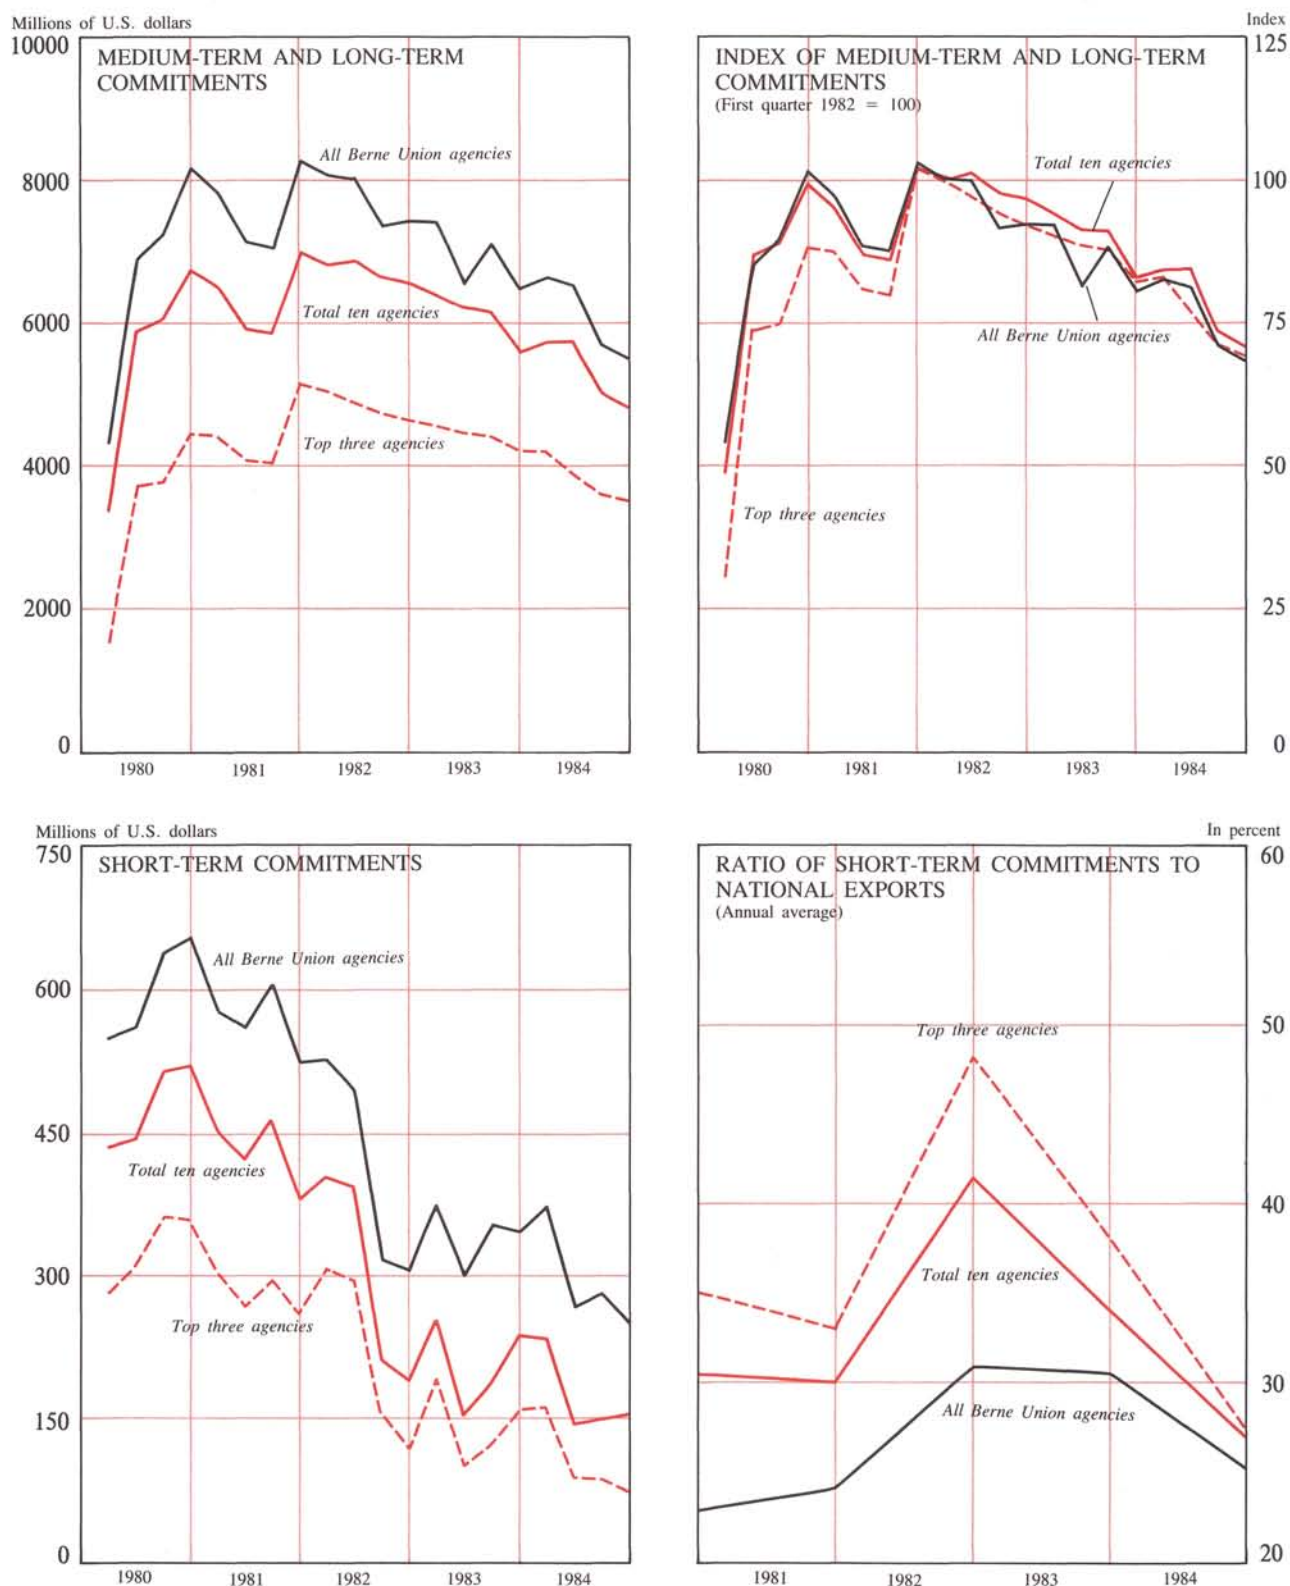 Millions of U.S. dollars
10000
MEDIUM-TERM AND LONG-TERM
COMMITMENTS
All Berne Union agencies
8000
Total ten agencies
6000
Top three agencies
4000
2000
0
1980 1981 1982 1983 1984
Index
125
INDEX OF MEDIUM-TERM AND LONG-TERM
COMMITMENTS
(First quarter 1982 = 100)
Total ten agencies
100
75
All Berne Union agencies
50
Top three agencies
25
0
1980 1981 1982 1983 1984
Millions of U.S. dollars
750
SHORT-TERM COMMITMENTS
All Berne Union agencies
600
450
Total ten agencies
300
Top three agencies
150
0
1980 1981 1982 1983 1984
In percent
60
RATIO OF SHORT-TERM COMMITMENTS TO
NATIONAL EXPORTS
(Annual average)
Top three agencies
50
40
Total ten agencies
30
All Berne Union agencies
20
1981 1982 1983 1984